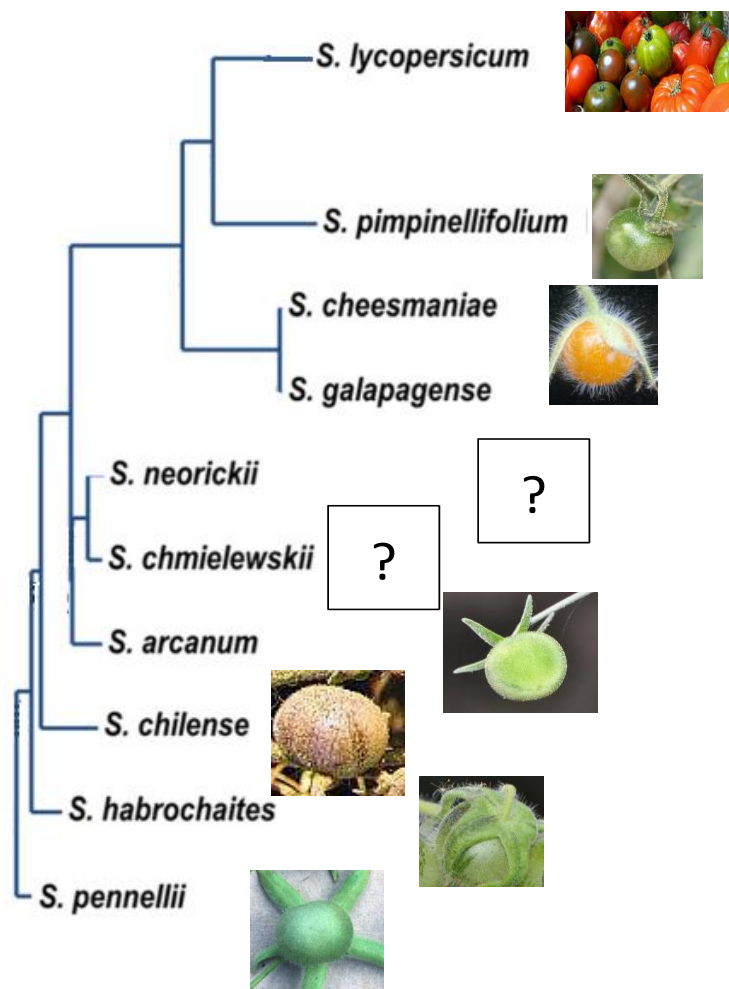 S. lycopersicum
S. pimpinellifolium
S. cheesmaniae
S. galapagense
?
S. neorickii
?
S. chmielewskii
S. arcanum
S. chilense
S. habrochaites
S. pennellii